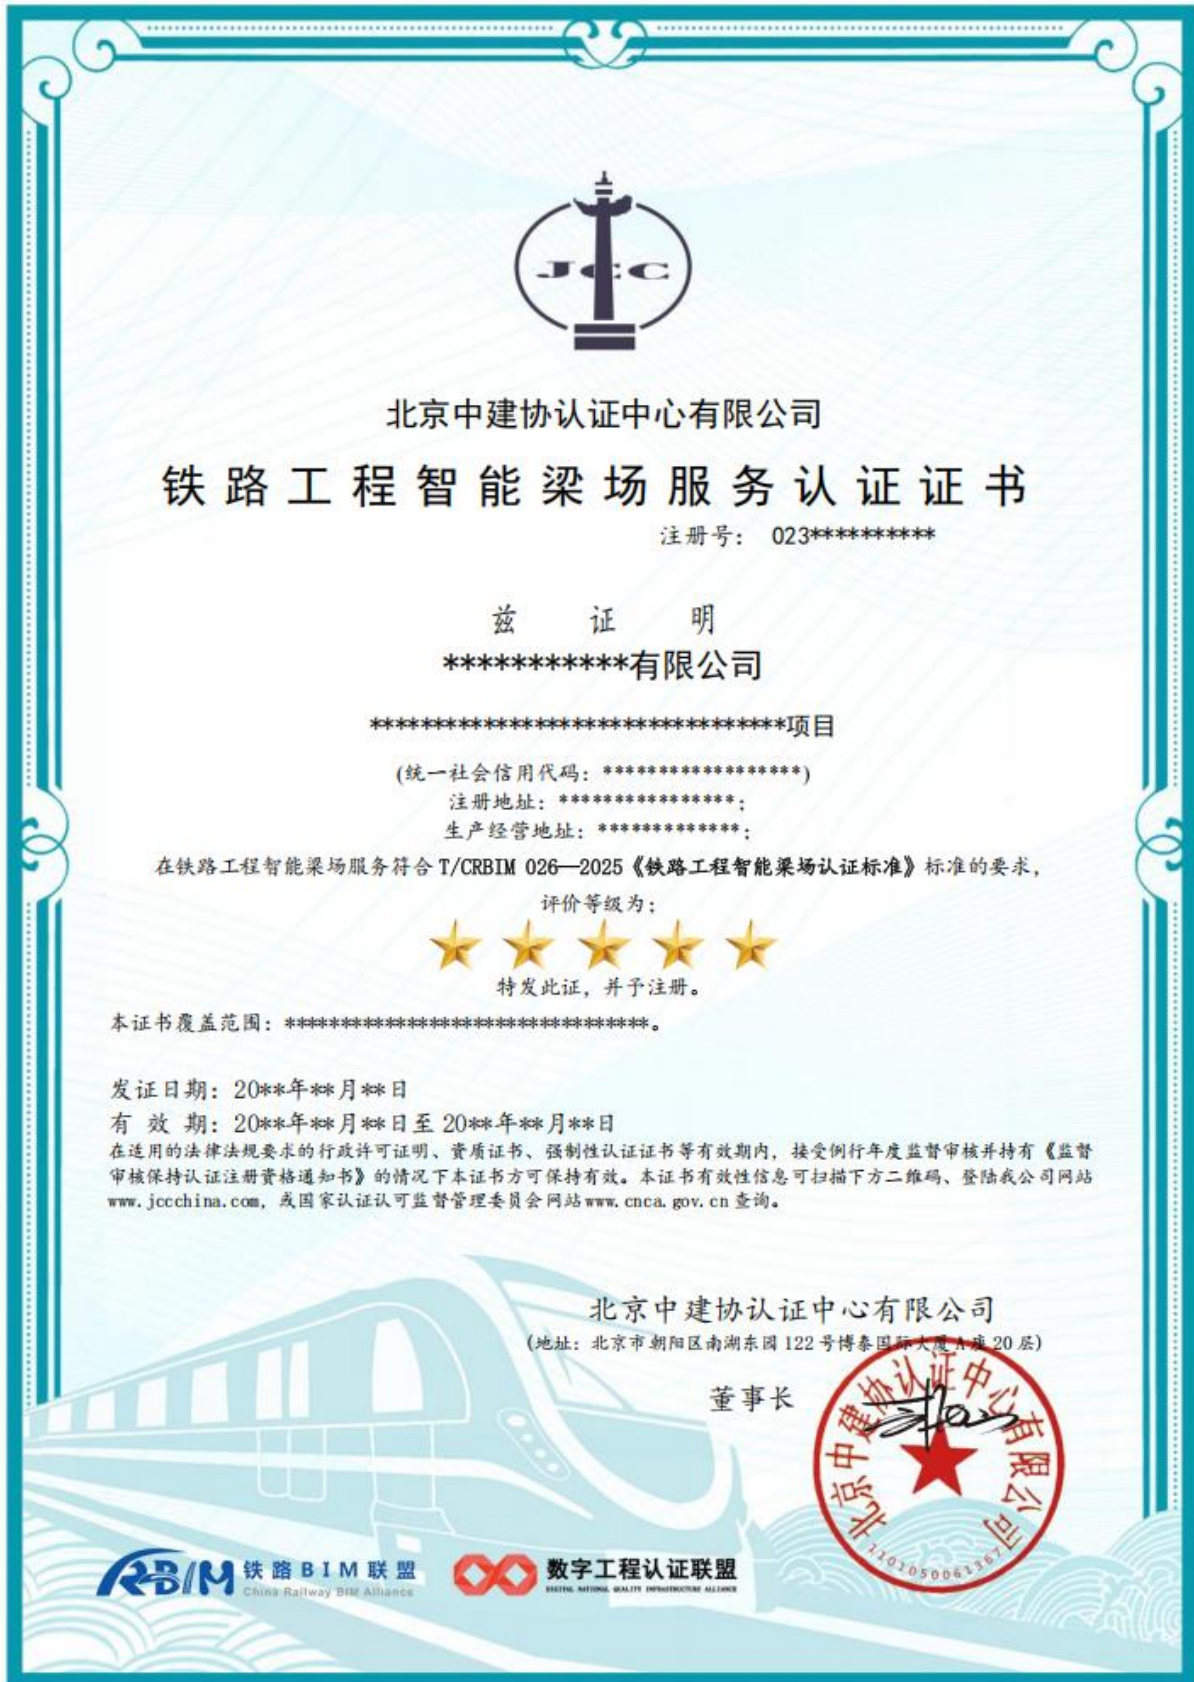 JCC
北京中建协认证中心有限公司
铁路工程智能梁场服务认证证书
注册号： 023**********
兹 证 明
***********有限公司
*********************************项目
(统一社会信用代码：******************)
注册地址：****************；
生产经营地址：*************；
在铁路工程智能梁场服务符合 T/CRBIM 026—2025《铁路工程智能梁场认证标准》标准的要求，
评价等级为；
特发此证，并予注册。
本证书覆盖范围：*********************************。
发证日期：20**年**月**日
有 效 期：20**年**月**日至 20**年**月**日
在适用的法律法规要求的行政许可证明、资质证书、强制性认证证书等有效期内，接受例行年度监督审核并持有《监督
审核保持认证注册资格通知书》的情况下本证书方可保持有效。本证书有效性信息可扫描下方二维码、登陆我公司网站
www.jccchina.com，或国家认证认可监督管理委员会网站 www.cnca.gov.cn 查询。
北京中建协认证中心有限公司
(地址：北京市朝阳区南湖东园 122 号博泰国际大厦 A 座 20 层)
董事长
北京中建协认证中心有限公司
RBIM 铁路BIM联盟
China Railway BIM Alliance
数字工程认证联盟
DIGITAL NATIONAL QUALITY INFRASTRUCTURE ALLIANCE